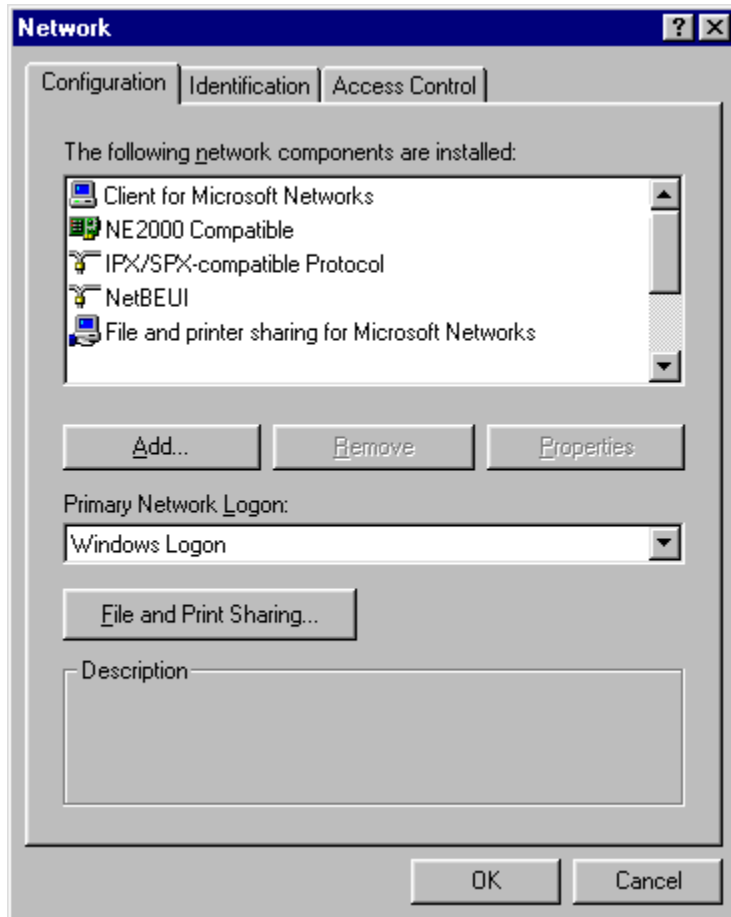 Network
Configuration
Identification
Access Control
The following network components are installed:
Client for Microsoft Networks
NE2000 Compatible
IPX/SPX-compatible Protocol
NetBEUI
File and printer sharing for Microsoft Networks
Add...
Remove
Properties
Primary Network Logon:
Windows Logon
File and Print Sharing...
Description
OK
Cancel